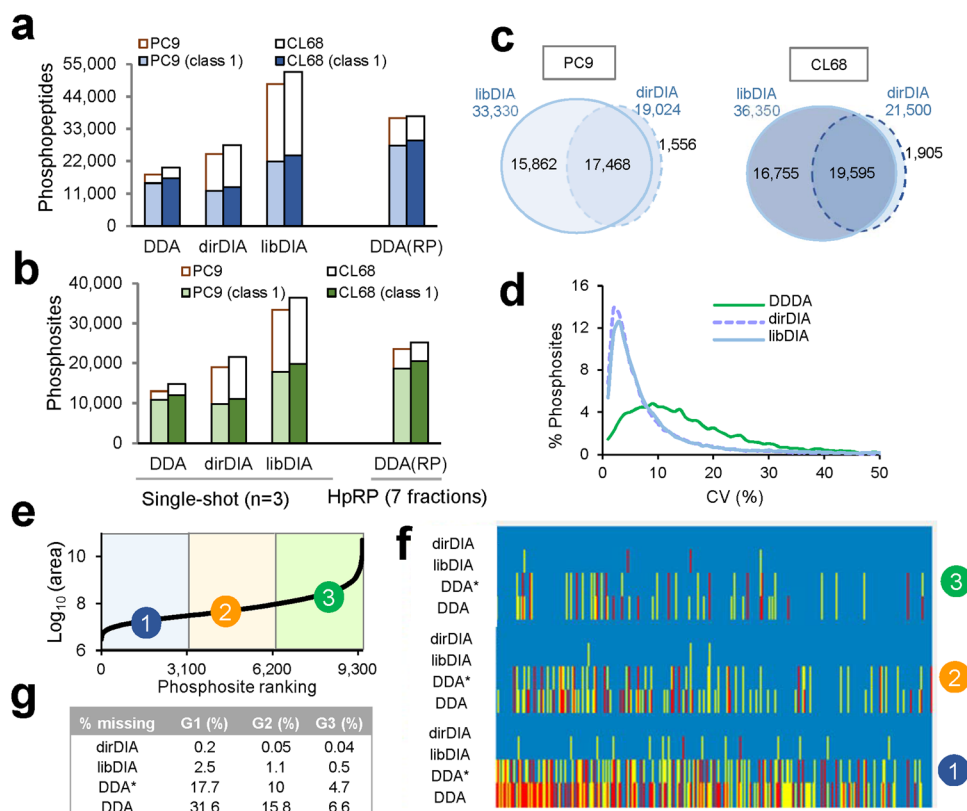 a
PC9 CL68
PC9 (class 1) CL68 (class 1)
Phosphopeptides
55,000
44,000
33,000
22,000
11,000
0
DDA dirDIA libDIA DDA(RP)
b
PC9 CL68
PC9 (class 1) CL68 (class 1)
Phosphosites
40,000
30,000
20,000
10,000
0
DDA dirDIA libDIA DDA(RP)
Single-shot (n=3) HpRP (7 fractions)
c
PC9 CL68
libDIA dirDIA
33,330 19,024
15,862 17,468 1,556
libDIA dirDIA
36,350 21,500
16,755 19,595 1,905
d
% Phosphosites
16
12
8
4
0
DDDA
dirDIA
libDIA
0 10 20 30 40 50
CV (%)
e
Log10 (area)
10
8
6
1 2 3
0 3,100 6,200 9,300
Phosphosite ranking
f
dirDIA
libDIA
DDA*
DDA
3
dirDIA
libDIA
DDA*
DDA
2
dirDIA
libDIA
DDA*
DDA
1
g
% missing G1 (%) G2 (%) G3 (%)
dirDIA 0.2 0.05 0.04
libDIA 2.5 1.1 0.5
DDA* 17.7 10 4.7
DDA 31.6 15.8 6.6